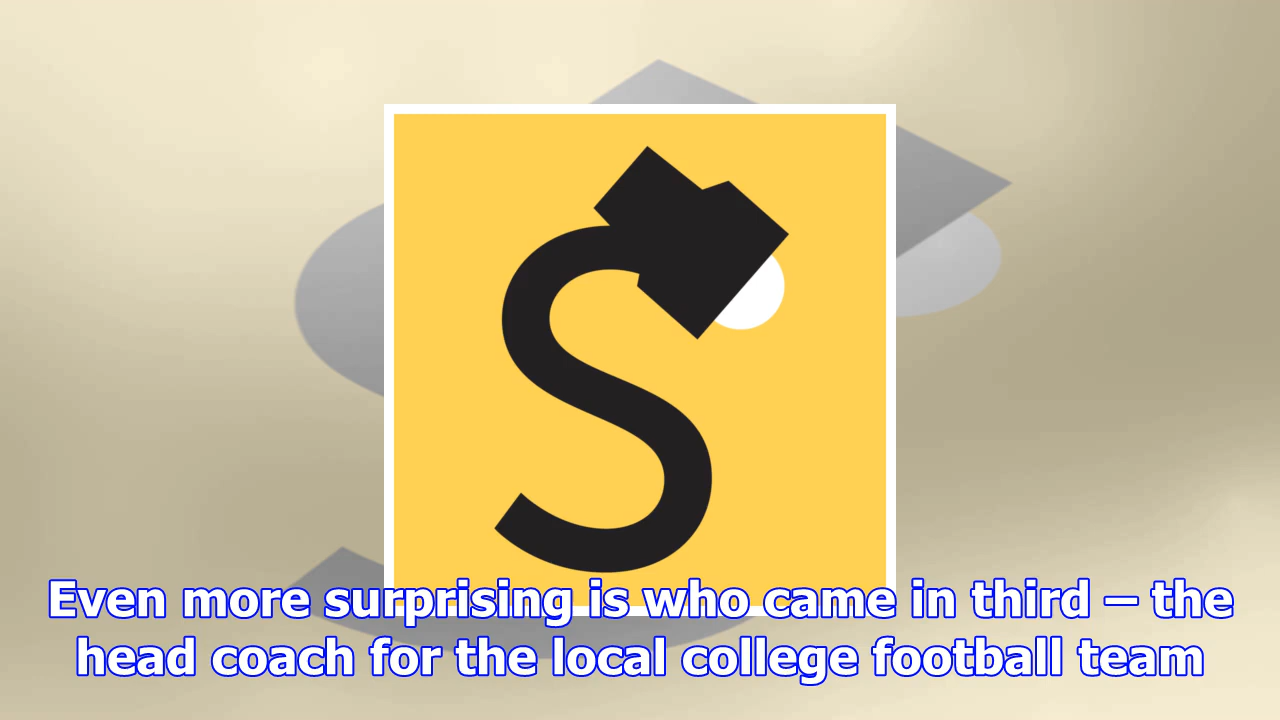 S
Even more surprising is who came in third – the
head coach for the local college football team